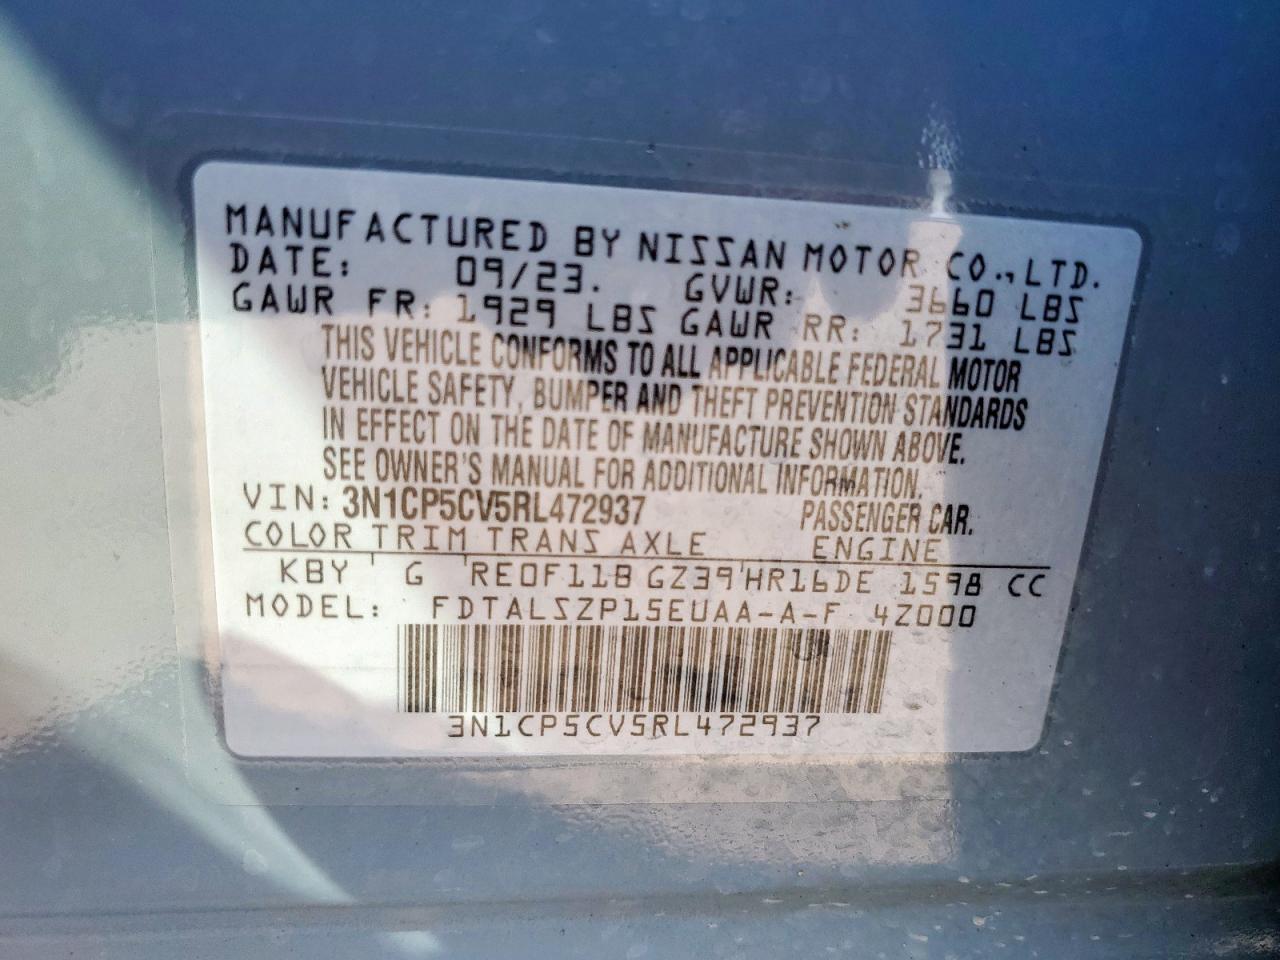 MANUFACTURED BY NISSAN MOTOR CO.,LTD.
DATE: 09/23. GVWR: 3660 LBS
GAWR FR: 1929 LBS GAWR RR: 1731 LBS
THIS VEHICLE CONFORMS TO ALL APPLICABLE FEDERAL MOTOR
VEHICLE SAFETY, BUMPER AND THEFT PREVENTION STANDARDS
IN EFFECT ON THE DATE OF MANUFACTURE SHOWN ABOVE.
SEE OWNER'S MANUAL FOR ADDITIONAL INFORMATION.
VIN: 3N1CP5CV5RL472937 PASSENGER CAR.
COLOR TRIM TRANS AXLE ENGINE
KBY G RE0F11B GZ39 HR16DE 1598 CC
MODEL: FDTALSZP15EUAA-A-F 4Z000
3N1CP5CV5RL472937